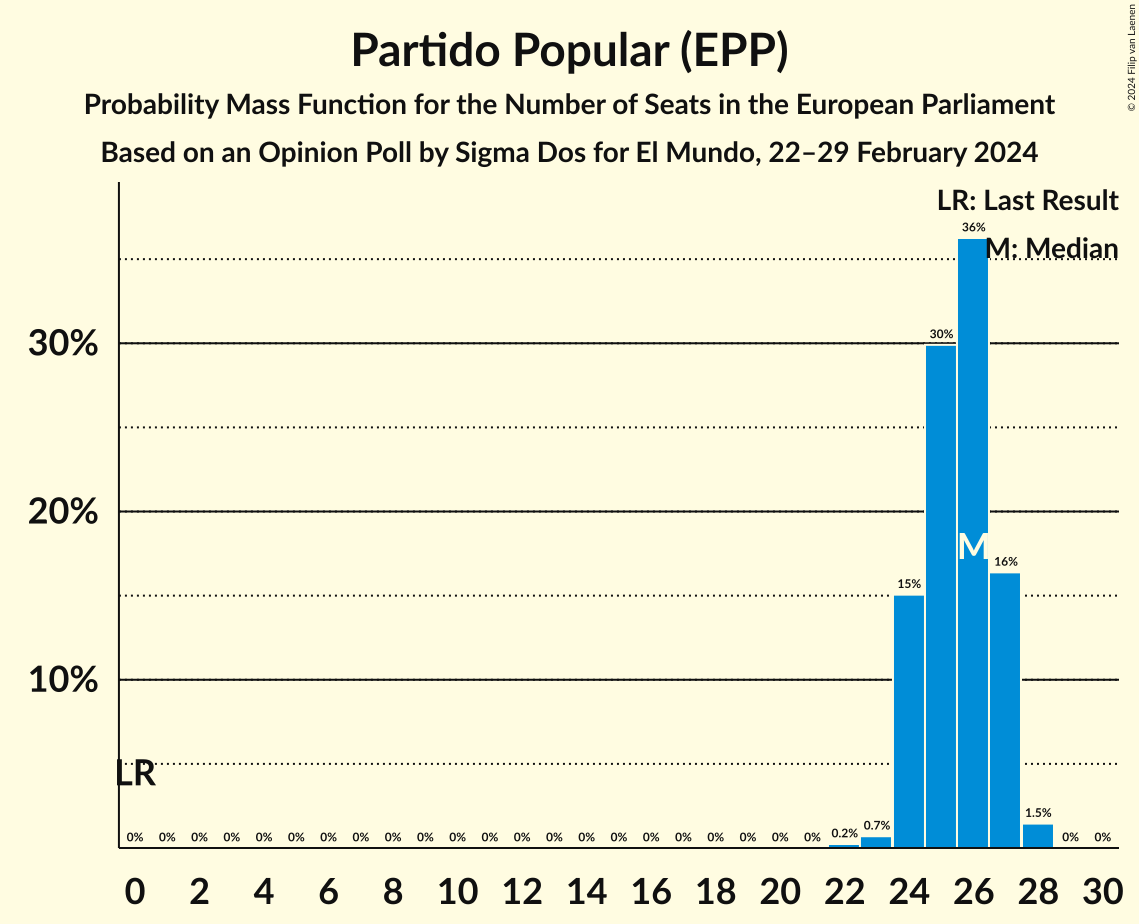 Partido Popular (EPP)
Probability Mass Function for the Number of Seats in the European Parliament
Based on an Opinion Poll by Sigma Dos for El Mundo, 22–29 February 2024
© 2024 Filip van Laenen
LR: Last Result
M: Median
36%
30%
30%
20%
M
16%
15%
10%
LR
1.5%
0% 0% 0% 0% 0% 0% 0% 0% 0% 0% 0% 0% 0% 0% 0% 0% 0% 0% 0% 0% 0% 0% 0.2% 0.7% 0% 0%
0 2 4 6 8 10 12 14 16 18 20 22 24 26 28 30